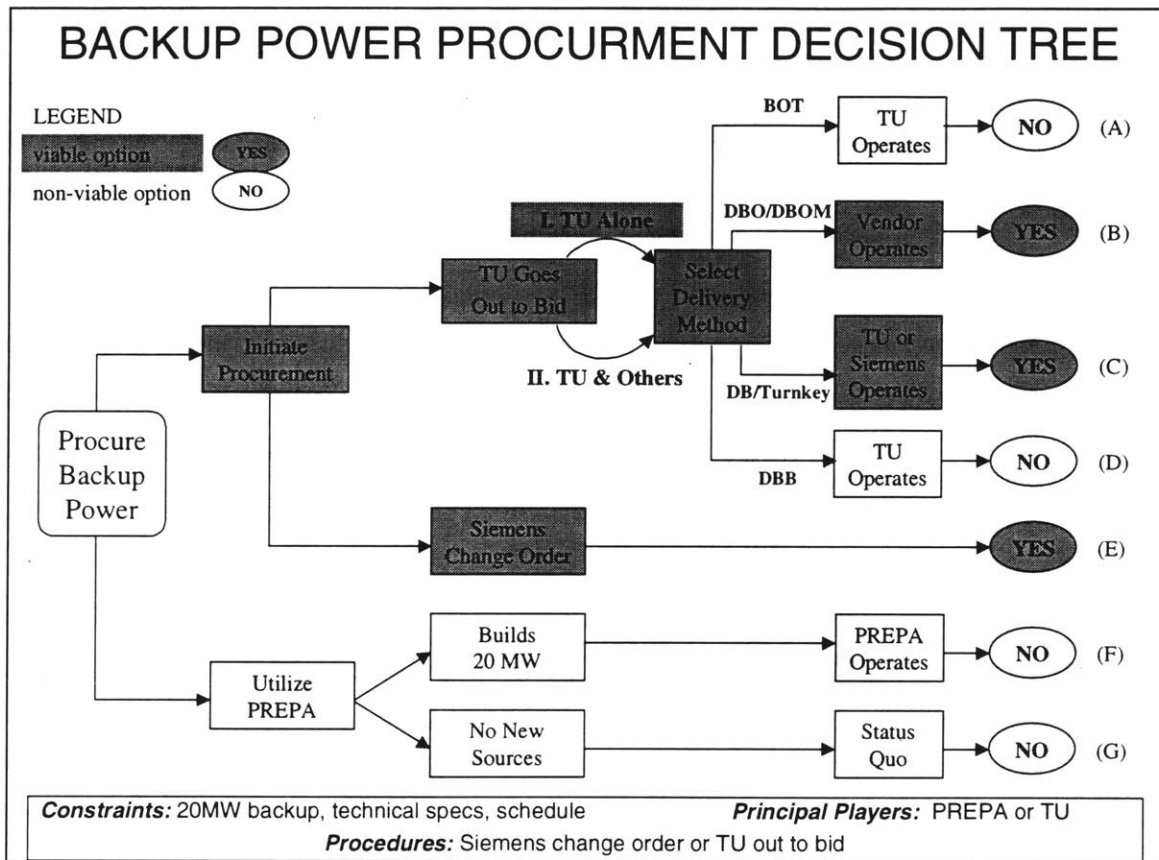 BACKUP POWER PROCURMENT DECISION TREE
LEGEND
viable option
YES
non-viable option
NO
Procure
Backup
Power
Initiate
Procurement
Utilize
PREPA
TU Goes
Out to Bid
I. TU Alone
II. TU & Others
Select
Delivery
Method
BOT
TU
Operates
NO
(A)
DBO/DBOM
Vendor
Operates
YES
(B)
DB/Turnkey
TU or
Siemens
Operates
YES
(C)
DBB
TU
Operates
NO
(D)
Siemens
Change Order
YES
(E)
Builds
20 MW
PREPA
Operates
NO
(F)
No New
Sources
Status
Quo
NO
(G)
Constraints: 20MW backup, technical specs, schedule
Principal Players: PREPA or TU
Procedures: Siemens change order or TU out to bid